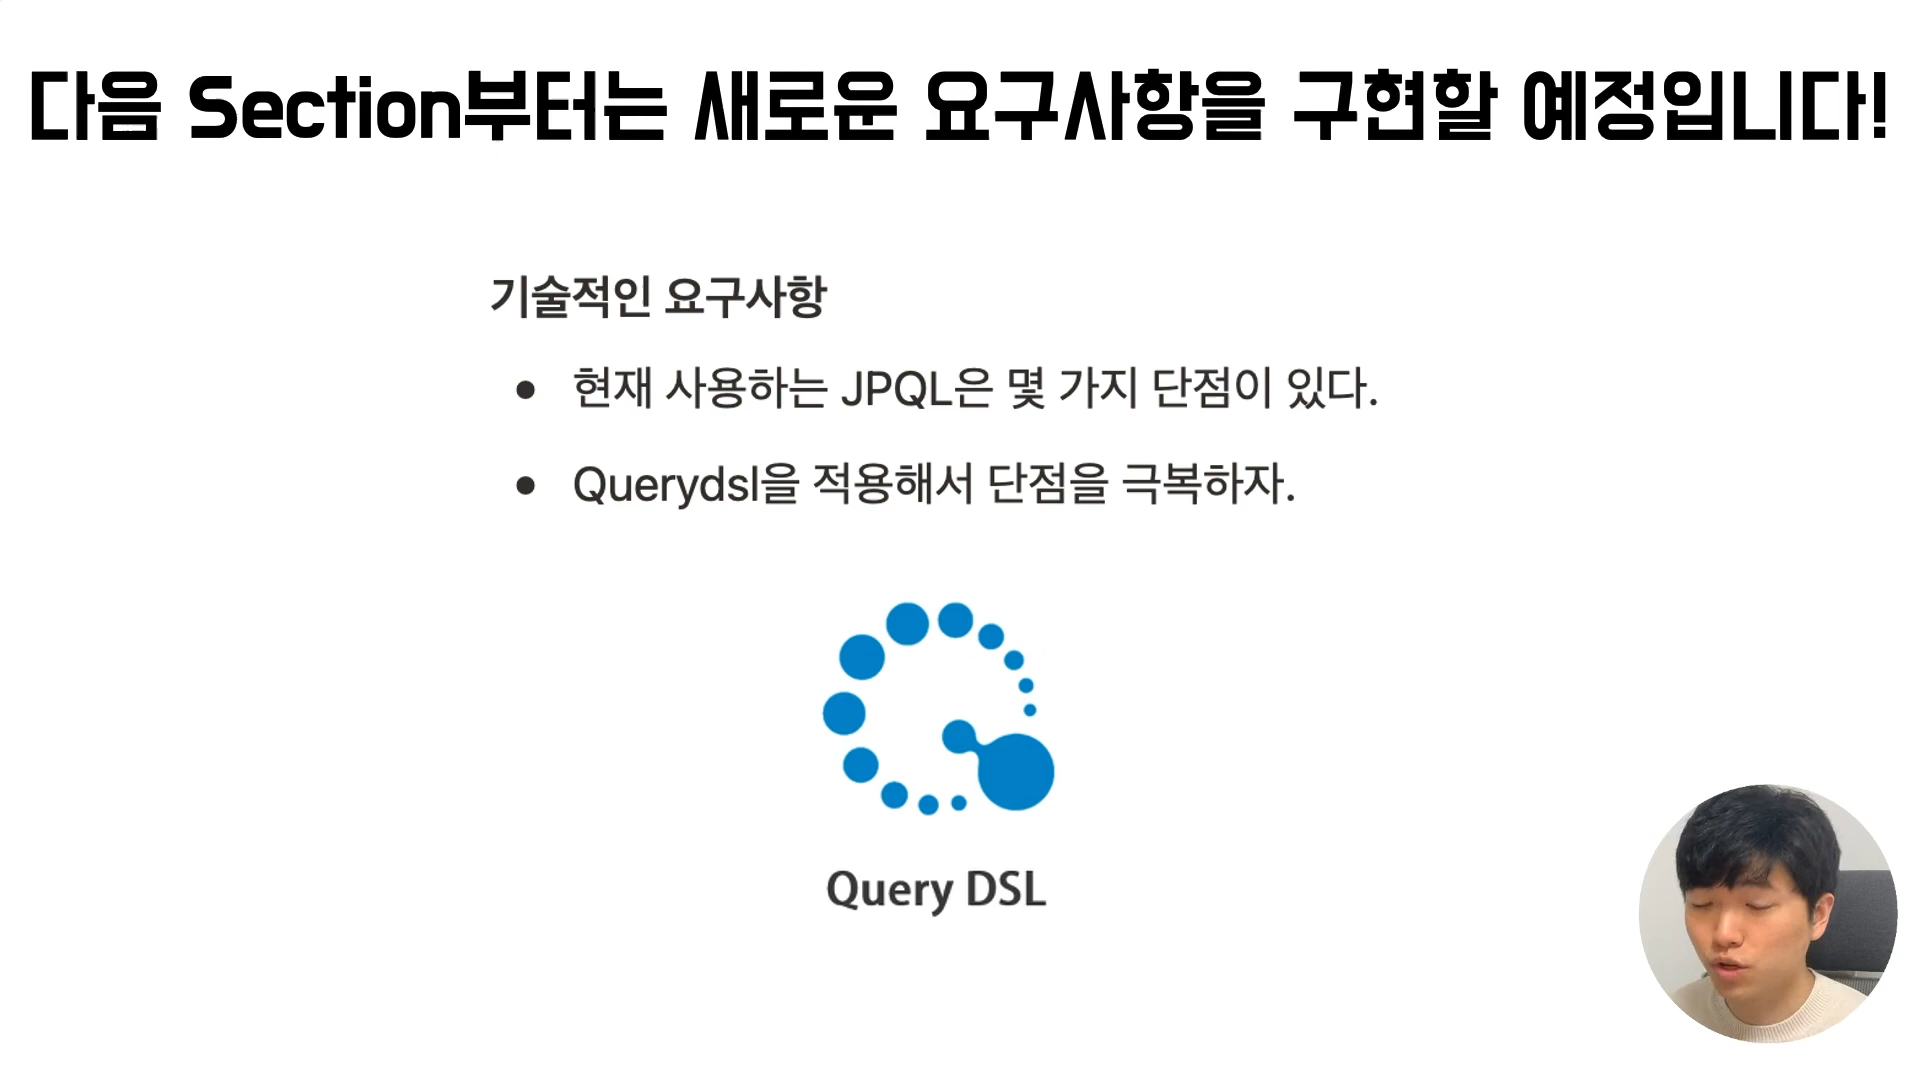 다음 Section부터는 새로운 요구사항을 구현할 예정입니다!
기술적인 요구사항
• 현재 사용하는 JPQL은 몇 가지 단점이 있다.
• Querydsl을 적용해서 단점을 극복하자.
Query DSL